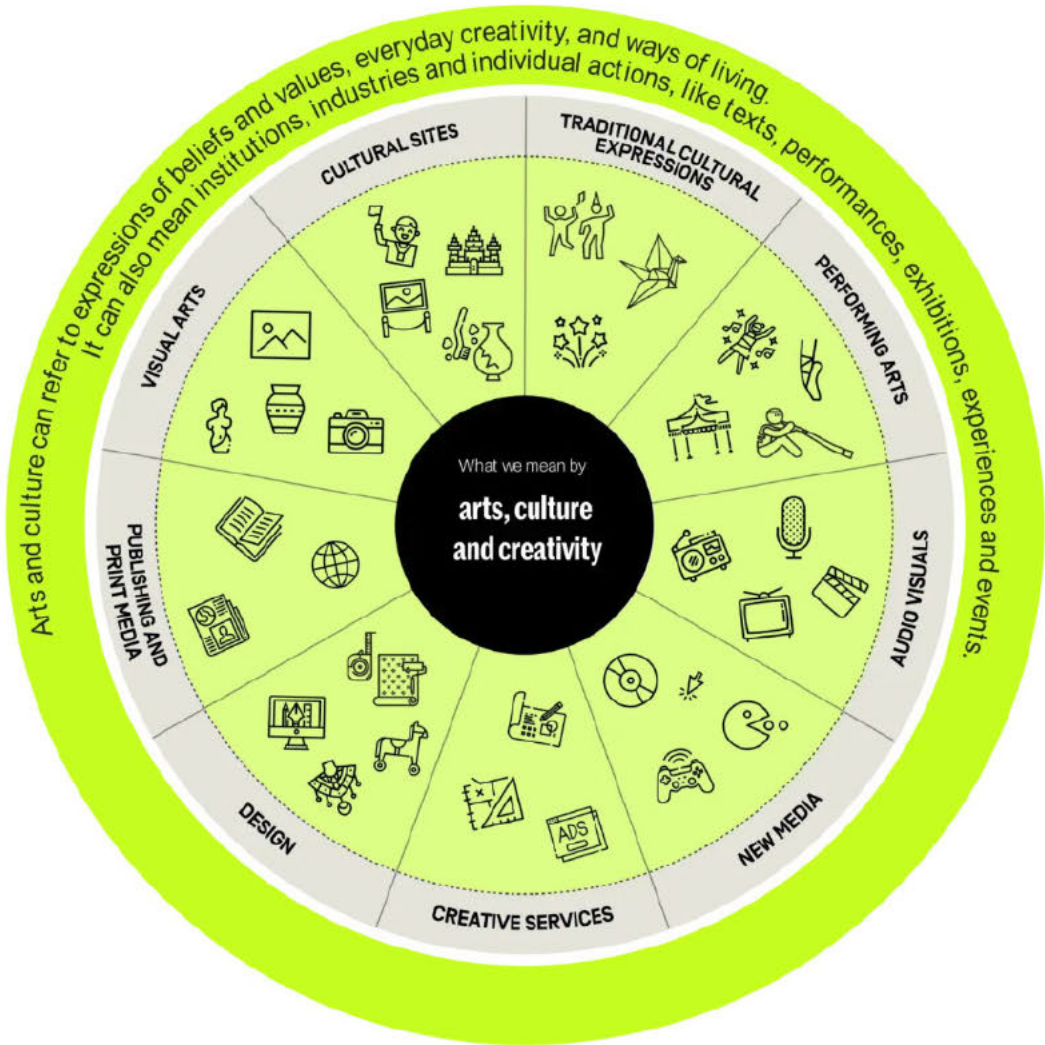 Arts and culture can refer to expressions of beliefs and values, everyday creativity, and ways of living.
It can also mean institutions, industries and individual actions, like texts, performances, exhibitions, experiences and events.
CULTURAL SITES
TRADITIONAL CULTURAL
EXPRESSIONS
PERFORMING ARTS
AUDIO VISUALS
NEW MEDIA
CREATIVE SERVICES
DESIGN
PUBLISHING AND
PRINT MEDIA
VISUAL ARTS
What we mean by
arts, culture
and creativity
ADS